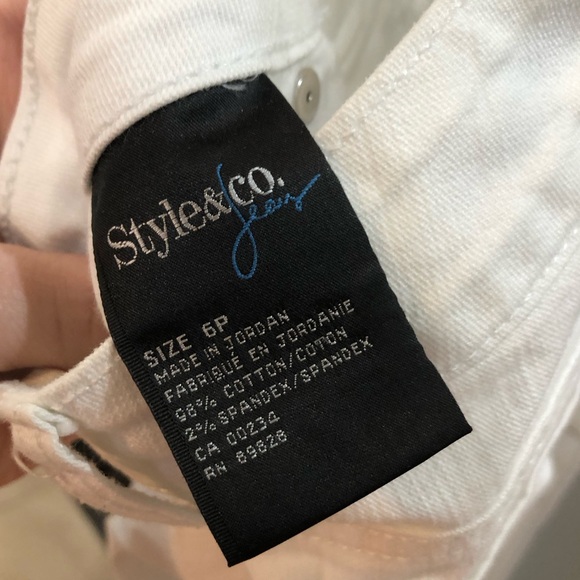 Style&co.
Jeans
SIZE 6P
MADE IN JORDAN
FABRIQUÉ EN JORDANIE
98% COTTON/COTON
2% SPANDEX/SPANDEX
CA 00234
RN 89828